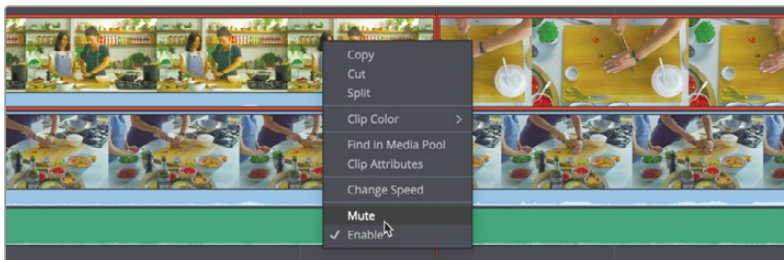 Copy
Cut
Split
Clip Color
Find in Media Pool
Clip Attributes
Change Speed
Mute
Enable